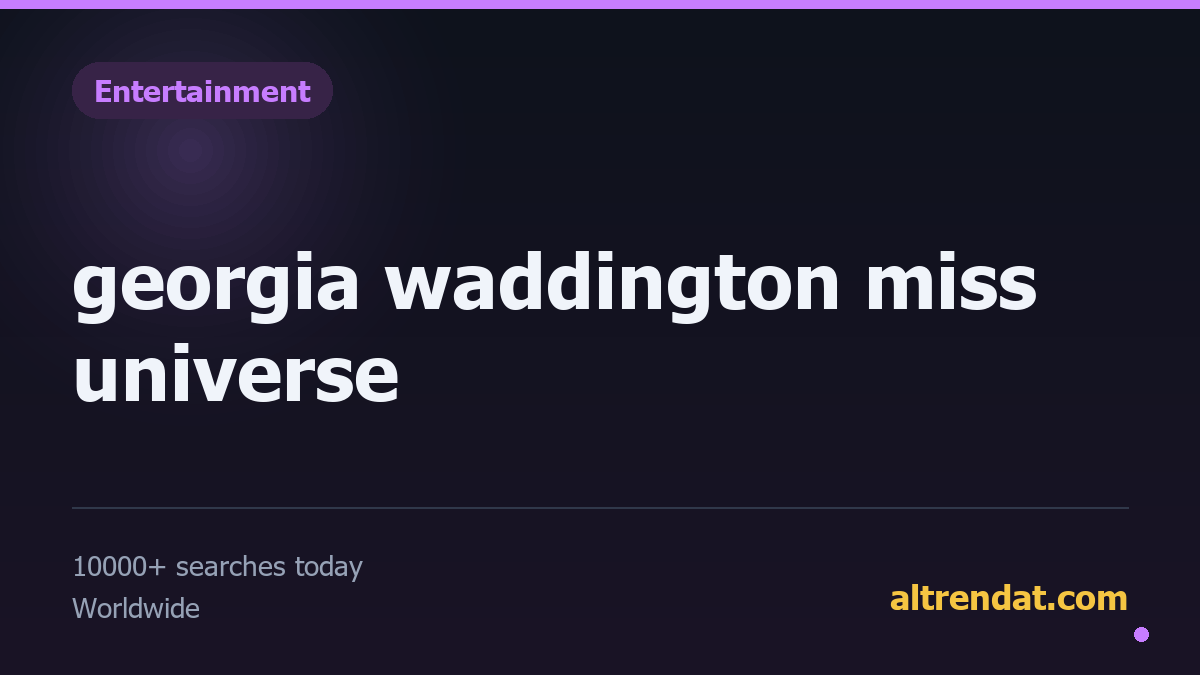 Entertainment
georgia waddington miss
universe
10000+ searches today
Worldwide
altrendat.com